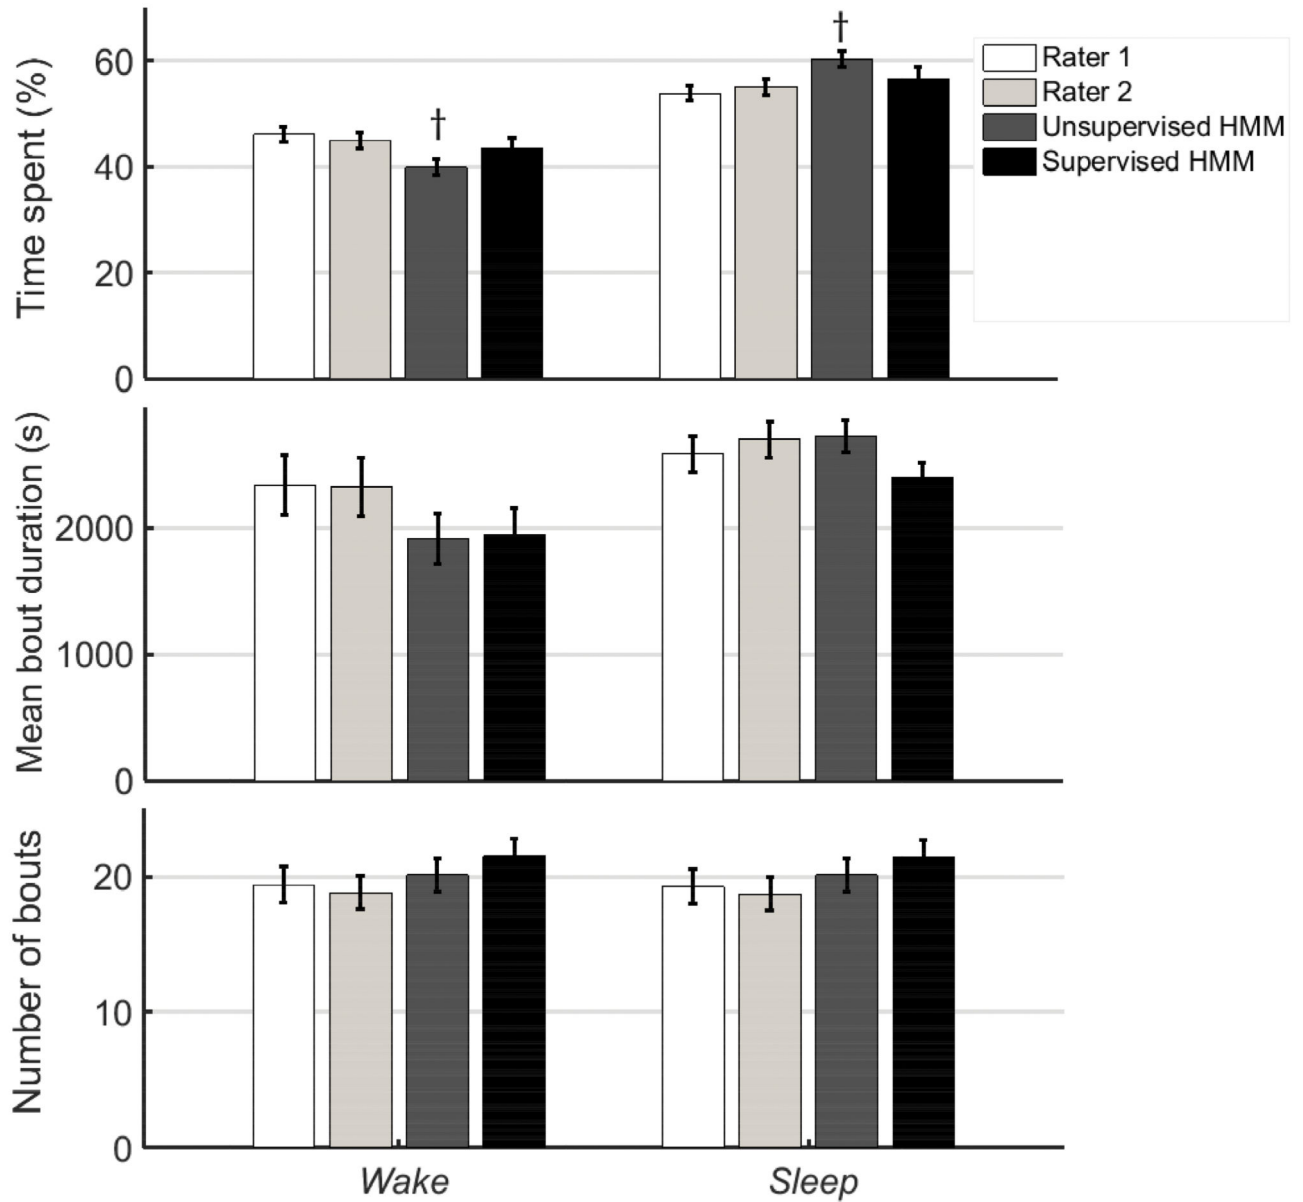 Time spent (%)
60
40
20
0
†
†
Rater 1
Rater 2
Unsupervised HMM
Supervised HMM
Mean bout duration (s)
2000
1000
0
Number of bouts
20
10
0
Wake
Sleep